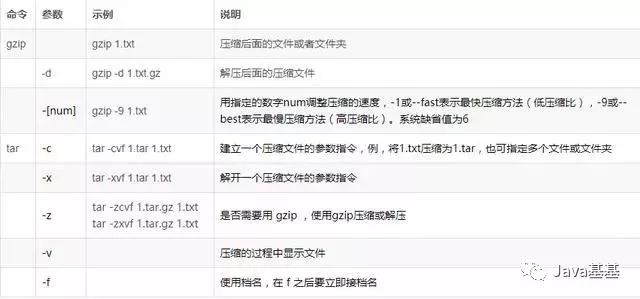 命令 参数 示例 说明
gzip gzip 1.txt 压缩后面的文件或者文件夹
-d gzip -d 1.txt.gz 解压后面的压缩文件
-[num] gzip -9 1.txt 用指定的数字num调整压缩的速度，-1或--fast表示最快压缩方法（低压缩比），-9或--
best表示最慢压缩方法（高压缩比）。系统缺省值为6
tar -c tar -cvf 1.tar 1.txt 建立一个压缩文件的参数指令，例，将1.txt压缩为1.tar，也可指定多个文件或文件夹
-x tar -xvf 1.tar 1.txt 解开一个压缩文件的参数指令
-z tar -zcvf 1.tar.gz 1.txt 是否需要用 gzip ，使用gzip压缩或解压
tar -zxvf 1.tar.gz 1.txt
-v 压缩的过程中显示文件
-f 使用档名，在 f 之后要立即接档名
Java基基